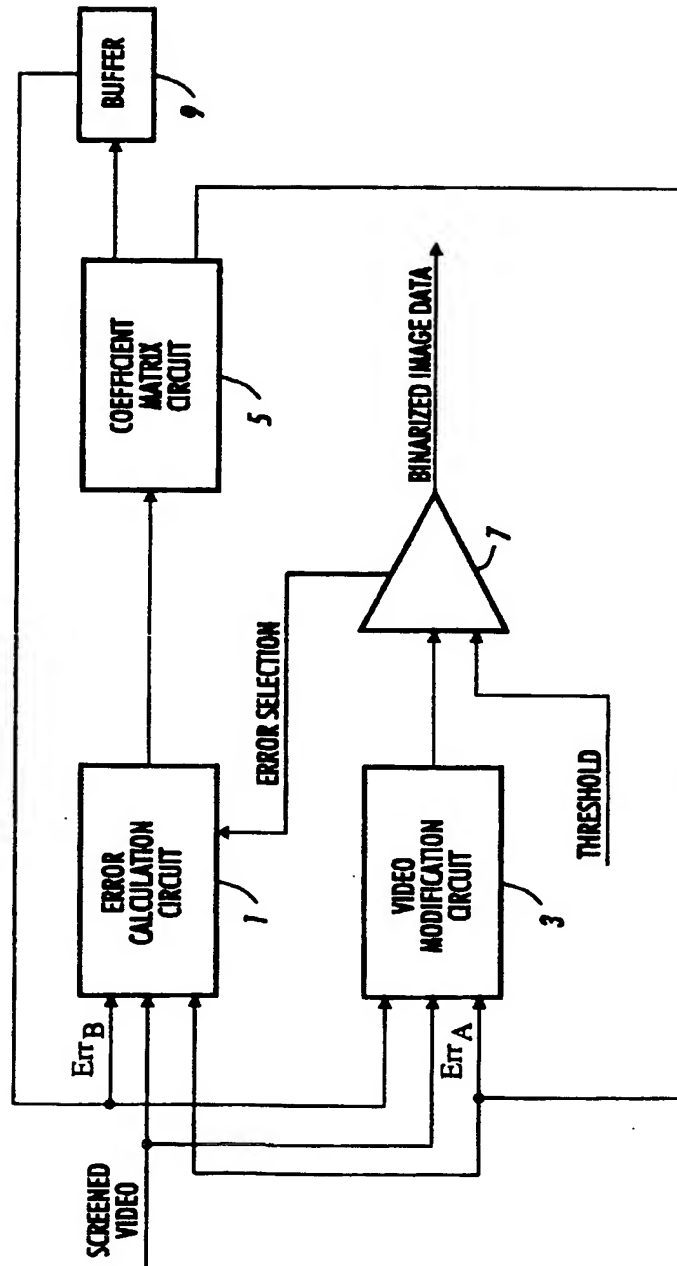 SCREENED
VIDEO
Err B
Err A
ERROR
CALCULATION
CIRCUIT
1
VIDEO
MODIFICATION
CIRCUIT
3
ERROR SELECTION
THRESHOLD
COEFFICIENT
MATRIX
CIRCUIT
5
7
BINARIZED IMAGE DATA
BUFFER
9